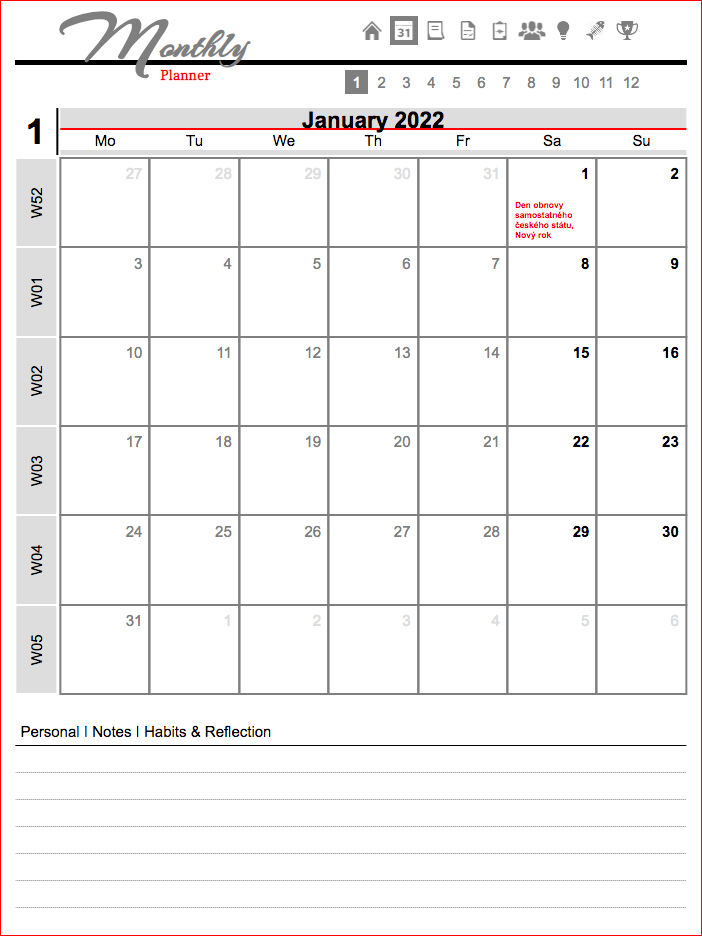 Monthly
Planner
31
1 2 3 4 5 6 7 8 9 10 11 12
1
January 2022
Mo Tu We Th Fr Sa Su
W52 27 28 29 30 31 1 2
Den obnovy
samostatného
českého státu,
Nový rok
W01 3 4 5 6 7 8 9
W02 10 11 12 13 14 15 16
W03 17 18 19 20 21 22 23
W04 24 25 26 27 28 29 30
W05 31 1 2 3 4 5 6
Personal | Notes | Habits & Reflection